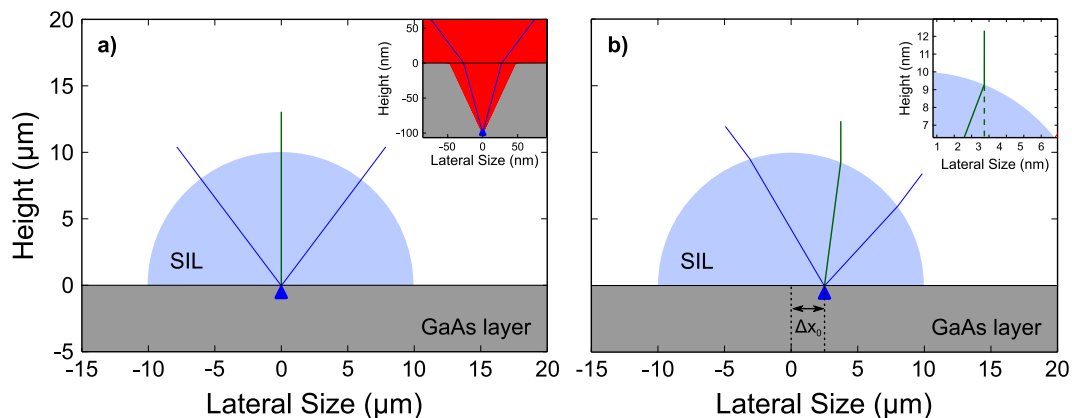 a)
Height (µm)
20
15
10
5
0
-5
-15
-10
-5
0
5
10
15
20
Lateral Size (µm)
SIL
GaAs layer
Height (nm)
50
0
-50
-100
-50
0
50
Lateral Size (nm)
b)
-15
-10
-5
0
5
10
15
20
Lateral Size (µm)
SIL
GaAs layer
Δx₀
Height (nm)
12
11
10
9
8
7
1
2
3
4
5
6
Lateral Size (nm)